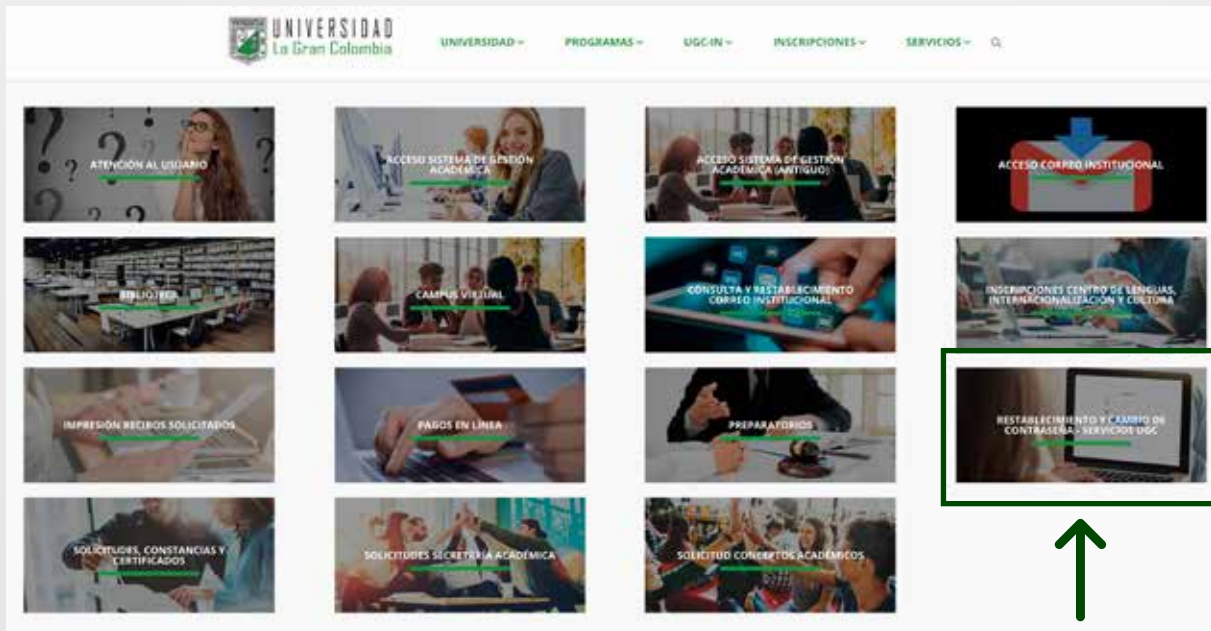 UNIVERSIDAD
La Gran Colombia
UNIVERSIDAD
PROGRAMAS
UGC-IN
INSCRIPCIONES
SERVICIOS
ATENCIÓN AL USUARIO
ACCESO SISTEMA DE GESTIÓN
ACADÉMICA
ACCESO SISTEMA DE GESTIÓN
ACADÉMICA (ANTIGUO)
ACCESO CORREO INSTITUCIONAL
BIBLIOTECA
CAMPUS VIRTUAL
CONSULTA Y RESTABLECIMIENTO
CORREO INSTITUCIONAL
INSCRIPCIONES CENTRO DE LENGUAS,
INTERNACIONALIZACIÓN Y CULTURA
IMPRESIÓN RECIBOS SOLICITADOS
PAGOS EN LÍNEA
PREPARATORIOS
RESTABLECIMIENTO Y CAMBIO DE
CONTRASEÑA - SERVICIOS UGC
SOLICITUDES, CONSTANCIAS Y
CERTIFICADOS
SOLICITUDES SECRETARÍA ACADÉMICA
SOLICITUD CONCEPTOS ACADÉMICOS